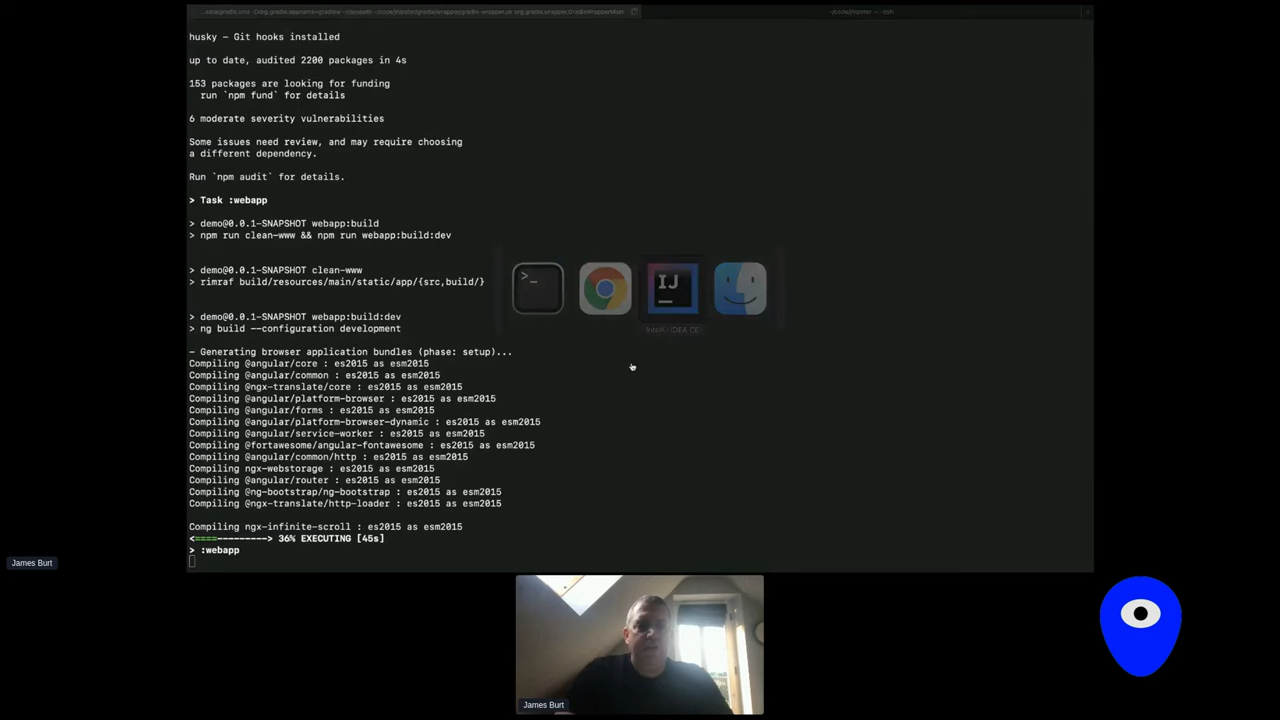 ~/code/jhipster — -ssh
husky – Git hooks installed
up to date, audited 2200 packages in 4s
153 packages are looking for funding
run `npm fund` for details
6 moderate severity vulnerabilities
Some issues need review, and may require choosing
a different dependency.
Run `npm audit` for details.
> Task :webapp
> demo@0.0.1-SNAPSHOT webapp:build
> npm run clean-www && npm run webapp:build:dev
> demo@0.0.1-SNAPSHOT clean-www
> rimraf build/resources/main/static/app/{src,build/}
> demo@0.0.1-SNAPSHOT webapp:build:dev
> ng build --configuration development
- Generating browser application bundles (phase: setup)...
Compiling @angular/core : es2015 as esm2015
Compiling @angular/common : es2015 as esm2015
Compiling @ngx-translate/core : es2015 as esm2015
Compiling @angular/platform-browser : es2015 as esm2015
Compiling @angular/forms : es2015 as esm2015
Compiling @angular/platform-browser-dynamic : es2015 as esm2015
Compiling @angular/service-worker : es2015 as esm2015
Compiling @fortawesome/angular-fontawesome : es2015 as esm2015
Compiling @angular/common/http : es2015 as esm2015
Compiling ngx-webstorage : es2015 as esm2015
Compiling @angular/router : es2015 as esm2015
Compiling @ng-bootstrap/ng-bootstrap : es2015 as esm2015
Compiling @ngx-translate/http-loader : es2015 as esm2015
Compiling ngx-infinite-scroll : es2015 as esm2015
<====---------> 36% EXECUTING [45s]
> :webapp
>_
IJ
IntelliJ IDEA CE
James Burt
James Burt